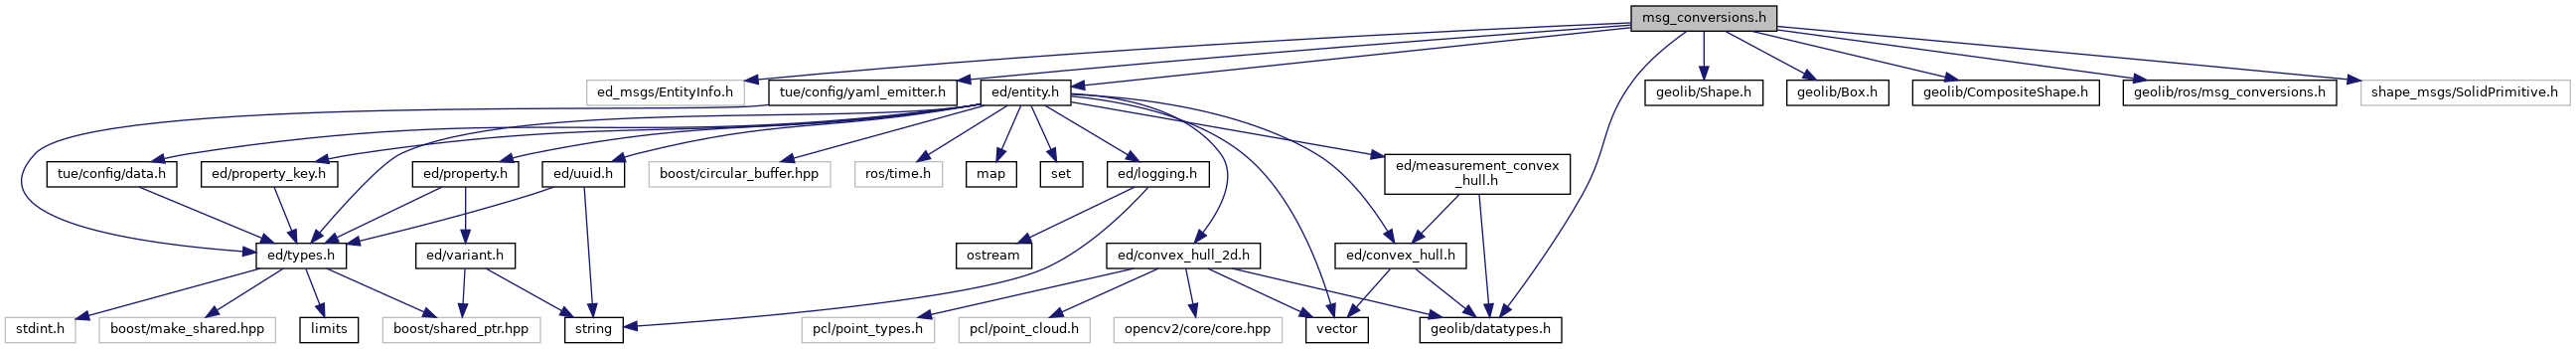 msg_conversions.h
ed_msgs/EntityInfo.h
tue/config/yaml_emitter.h
ed/entity.h
geolib/Shape.h
geolib/Box.h
geolib/CompositeShape.h
geolib/ros/msg_conversions.h
shape_msgs/SolidPrimitive.h
tue/config/data.h
ed/property_key.h
ed/property.h
ed/uuid.h
boost/circular_buffer.hpp
ros/time.h
map
set
ed/logging.h
ed/measurement_convex
_hull.h
ed/types.h
ed/variant.h
ostream
ed/convex_hull_2d.h
ed/convex_hull.h
stdint.h
boost/make_shared.hpp
limits
boost/shared_ptr.hpp
string
pcl/point_types.h
pcl/point_cloud.h
opencv2/core/core.hpp
vector
geolib/datatypes.h